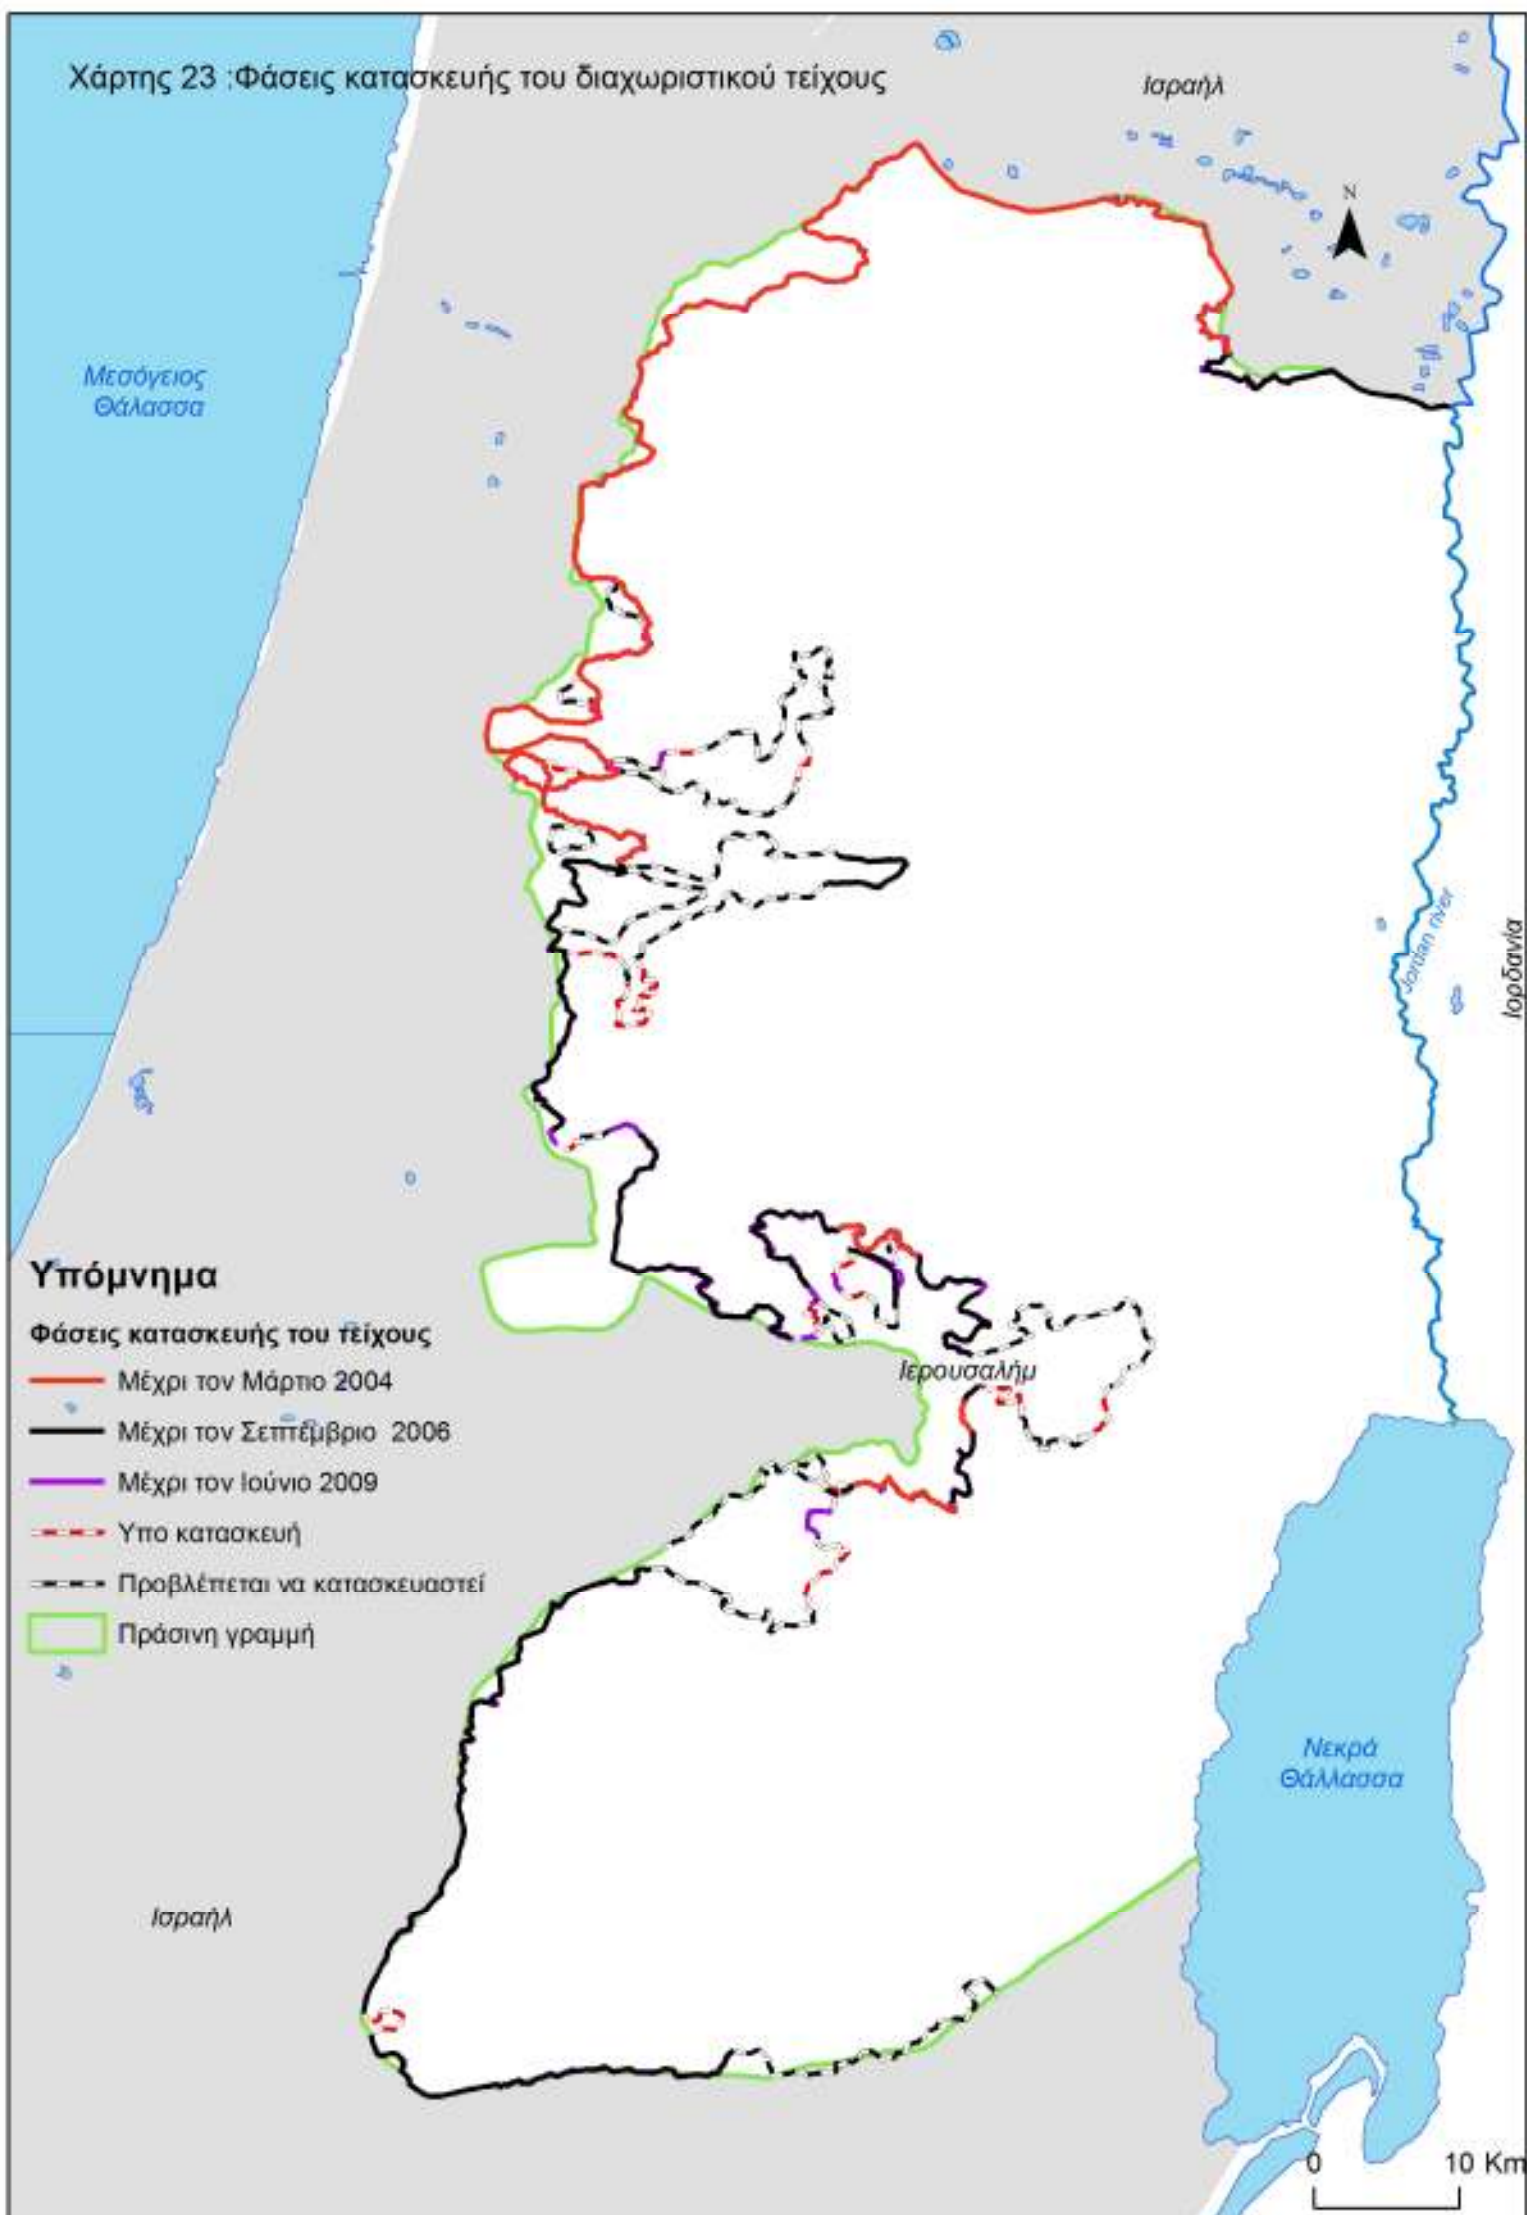 Χάρτης 23 :Φάσεις κατασκευής του διαχωριστικού τείχους
Ισραήλ
N
Μεσόγειος
Θάλασσα
Jordan river
Ιορδανία
Υπόμνημα
Φάσεις κατασκευής του τείχους
Μέχρι τον Μάρτιο 2004
Μέχρι τον Σεπτέμβριο 2006
Μέχρι τον Ιούνιο 2009
Υπο κατασκευή
Προβλέπεται να κατασκευαστεί
Πράσινη γραμμή
Ιερουσαλήμ
Νεκρά
Θάλλασσα
Ισραήλ
0 10 Km